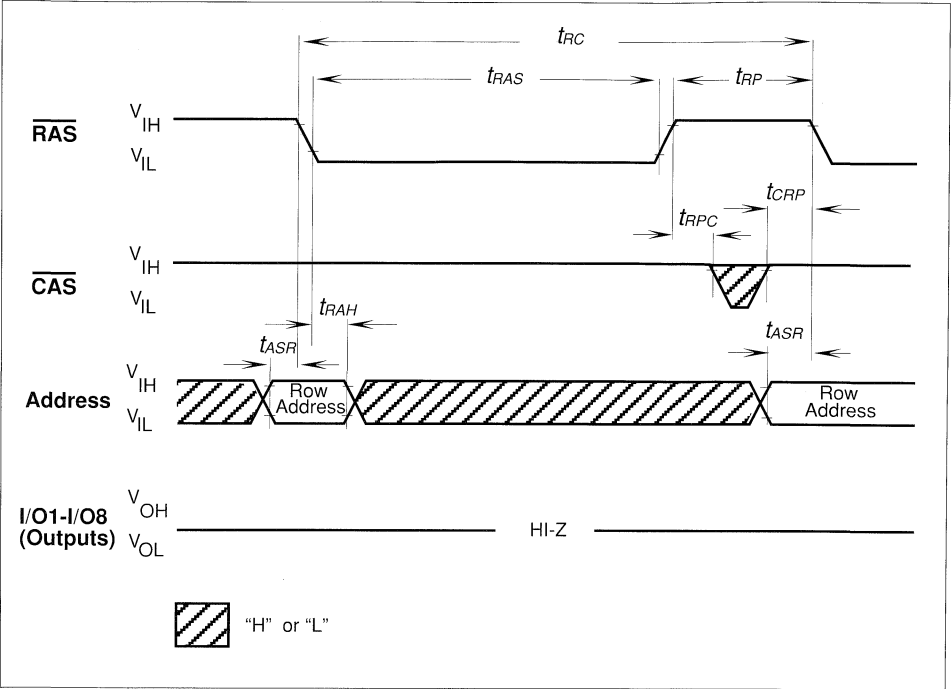 tRC
tRAS
tRP
RAS
VIH
VIL
tCRP
tRPC
CAS
VIH
VIL
tRAH
tASR
tASR
Address
VIH
VIL
Row
Address
Row
Address
I/O1-I/O8
(Outputs)
VOH
VOL
HI-Z
“H” or “L”